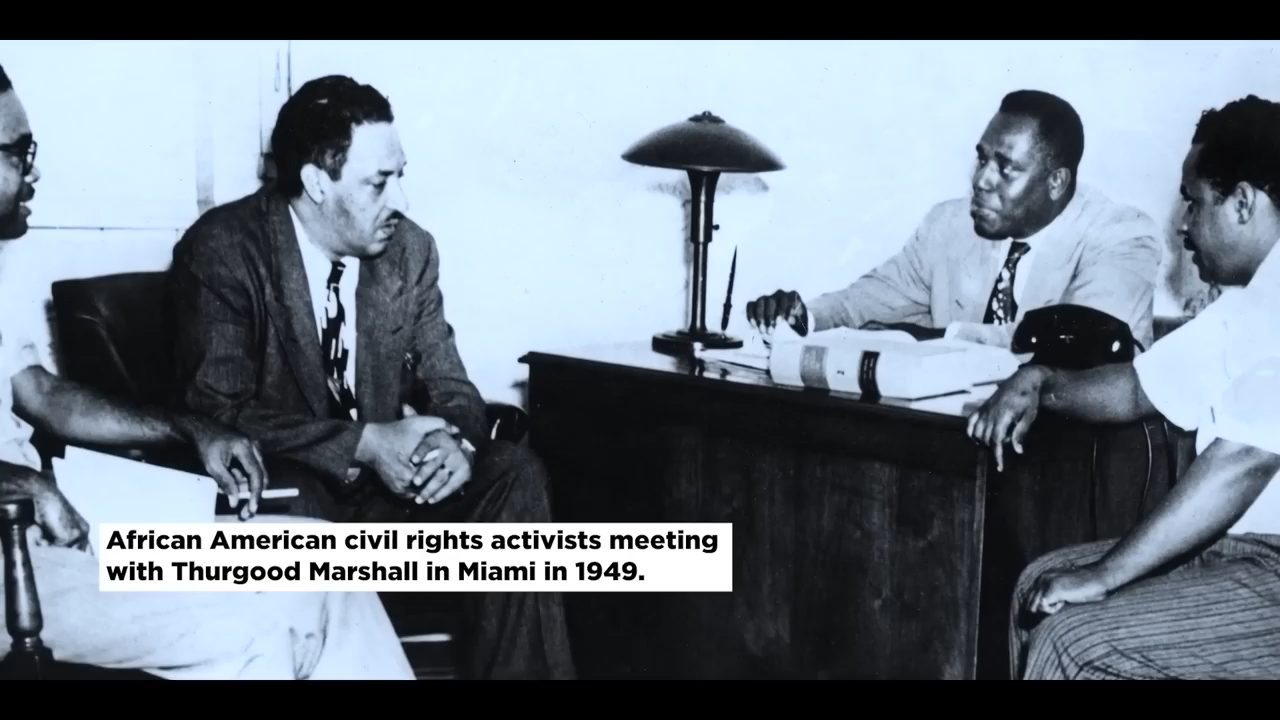 African American civil rights activists meeting
with Thurgood Marshall in Miami in 1949.